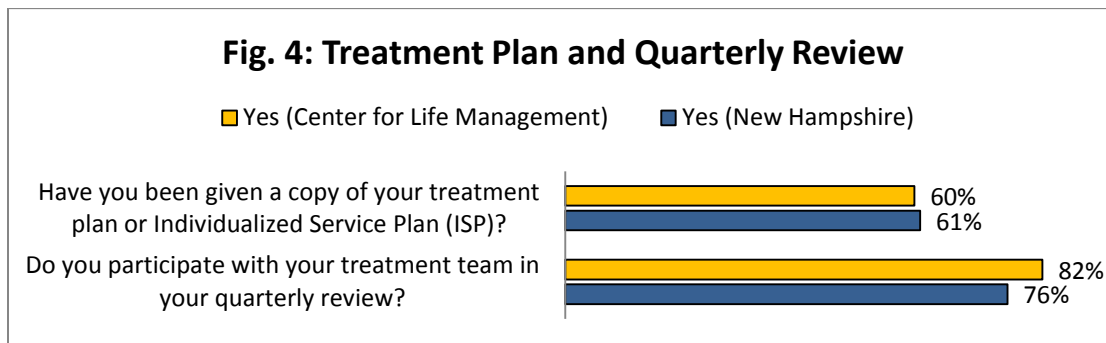 Fig. 4: Treatment Plan and Quarterly Review
Yes (Center for Life Management) Yes (New Hampshire)
Have you been given a copy of your treatment
plan or Individualized Service Plan (ISP)?
60%
61%
Do you participate with your treatment team in
your quarterly review?
82%
76%